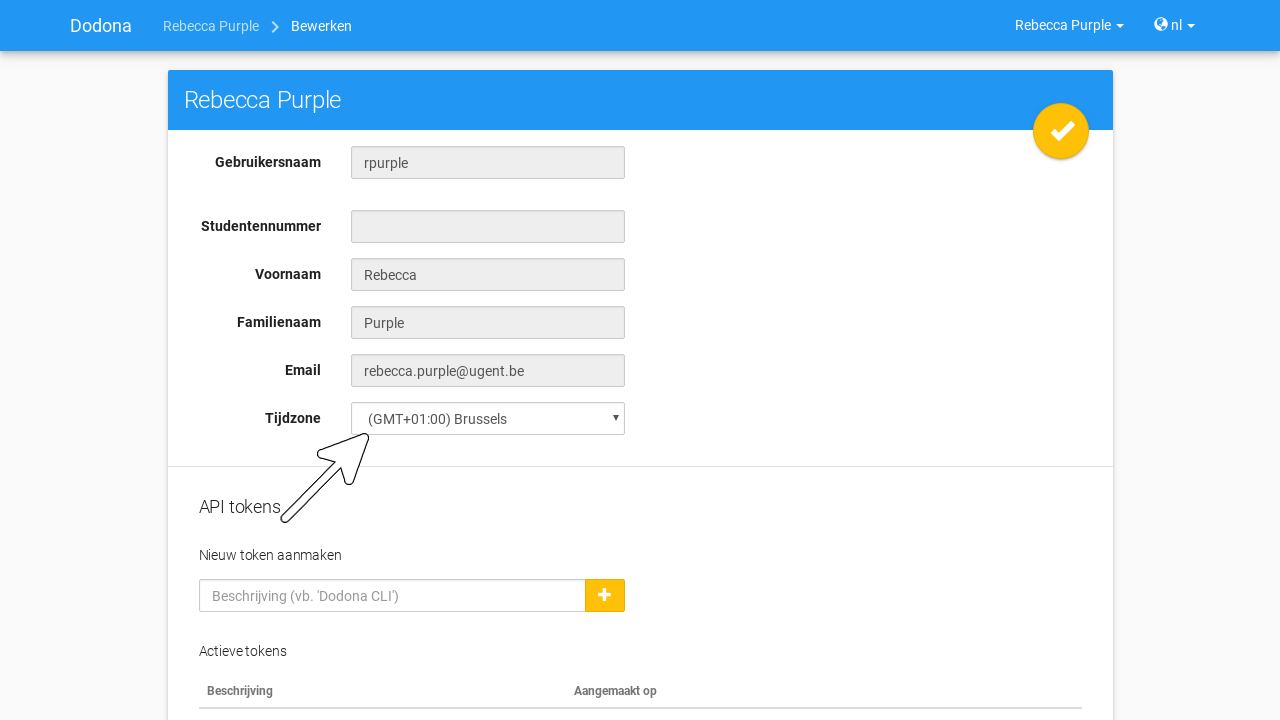 Dodona Rebecca Purple Bewerken Rebecca Purple nl
Rebecca Purple
Gebruikersnaam rpurple
Studentennummer
Voornaam Rebecca
Familienaam Purple
Email rebecca.purple@ugent.be
Tijdzone (GMT+01:00) Brussels
API tokens
Nieuw token aanmaken
Beschrijving (vb. 'Dodona CLI')
Actieve tokens
Beschrijving Aangemaakt op